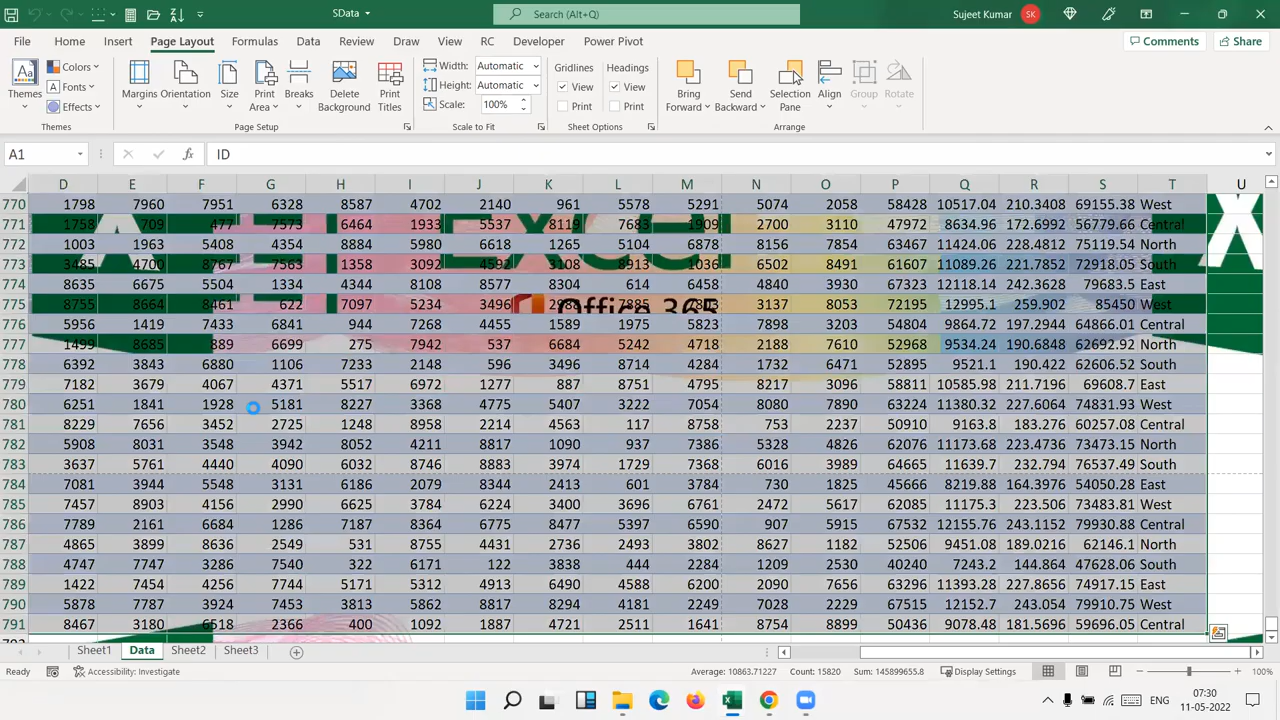 SData
Search (Alt+Q)
Sujeet Kumar SK
File Home Insert Page Layout Formulas Data Review View RC Developer Power Pivot Comments Share
Themes Colors Fonts Effects Margins Orientation Size Print Area Breaks Delete Background Print Titles Width: Automatic Height: Automatic Scale: 100% Gridlines View Print Headings View Print Bring Forward Send Backward Selection Pane Align Group Rotate
Themes Page Setup Scale to Fit Sheet Options Arrange
A1 fx ID
D E F G H I J K L M N O P Q R S T U
770 1798 7960 7951 6328 8587 4702 2140 961 5578 5291 5074 2058 58428 10517.04 210.3408 69155.38 West
771 1758 709 477 7573 6464 1933 5537 8119 7683 1909 2700 3110 47972 8634.96 172.6992 56779.66 Central
772 1003 1963 5408 4354 8884 5980 6618 1265 5104 6878 8156 7854 63467 11424.06 228.4812 75119.54 North
773 3485 4700 8767 7563 1358 3092 4592 3108 8913 1036 6502 8491 61607 11089.26 221.7852 72918.05 South
774 8635 6675 5504 1334 4344 8108 8577 8304 614 6458 4840 3930 67323 12118.14 242.3628 79683.5 East
775 8755 8664 8461 622 7097 5234 3496 7885 3137 8053 72195 12995.1 259.902 85450 West
Office 365
776 5956 1419 7433 6841 944 7268 4455 1589 1975 5823 7898 3203 54804 9864.72 197.2944 64866.01 Central
777 1499 8685 889 6699 275 7942 537 6684 5242 4718 2188 7610 52968 9534.24 190.6848 62692.92 North
778 6392 3843 6880 1106 7233 2148 596 3496 8714 4284 1732 6471 52895 9521.1 190.422 62606.52 South
779 7182 3679 4067 4371 5517 6972 1277 887 8751 4795 8217 3096 58811 10585.98 211.7196 69608.7 East
780 6251 1841 1928 5181 8227 3368 4775 5407 3222 7054 8080 7890 63224 11380.32 227.6064 74831.93 West
781 8229 7656 3452 2725 1248 8958 2214 4563 117 8758 753 2237 50910 9163.8 183.276 60257.08 Central
782 5908 8031 3548 3942 8052 4211 8817 1090 937 7386 5328 4826 62076 11173.68 223.4736 73473.15 North
783 3637 5761 4440 4090 6032 8746 8883 3974 1729 7368 6016 3989 64665 11639.7 232.794 76537.49 South
784 7081 3944 5548 3131 6186 2079 8344 2413 601 3784 730 1825 45666 8219.88 164.3976 54050.28 East
785 7457 8903 4156 2990 6625 3784 6224 3400 3696 6761 2472 5617 62085 11175.3 223.506 73483.81 West
786 7789 2161 6684 1286 7187 8364 6775 8477 5397 6590 907 5915 67532 12155.76 243.1152 79930.88 Central
787 4865 3899 8636 2549 531 8755 4431 2736 2493 3802 8627 1182 52506 9451.08 189.0216 62146.1 North
788 4747 7747 3286 7540 322 6171 122 3838 444 2284 1209 2530 40240 7243.2 144.864 47628.06 South
789 1422 7454 4256 7744 5171 5312 4913 6490 4588 6200 2090 7656 63296 11393.28 227.8656 74917.15 East
790 5878 7787 3924 7453 3813 5862 8817 8294 4181 2249 7028 2229 67515 12152.7 243.054 79910.75 West
791 8467 3180 6518 2366 400 1092 1887 4721 2511 1641 8754 8899 50436 9078.48 181.5696 59696.05 Central
Sheet1 Data Sheet2 Sheet3
Ready Accessibility: Investigate Average: 10863.71227 Count: 15820 Sum: 145899655.8 Display Settings 100%
ENG 07:30
11-05-2022